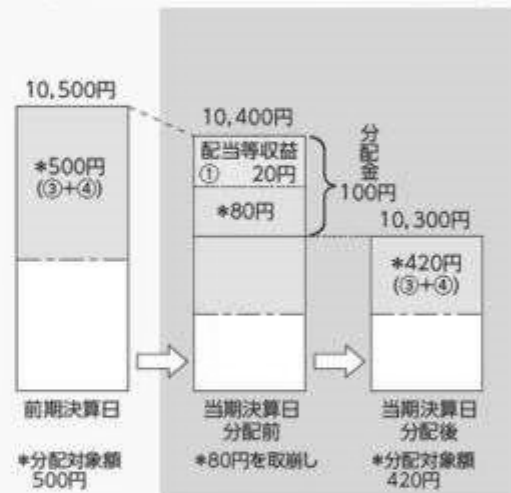 10,500円
*500円
(③+④)
前期決算日
*分配対象額
500円
10,400円
配当等収益
① 20円
*80円
分配金
100円
当期決算日
分配前
*80円を取崩し
10,300円
*420円
(③+④)
当期決算日
分配後
*分配対象額
420円